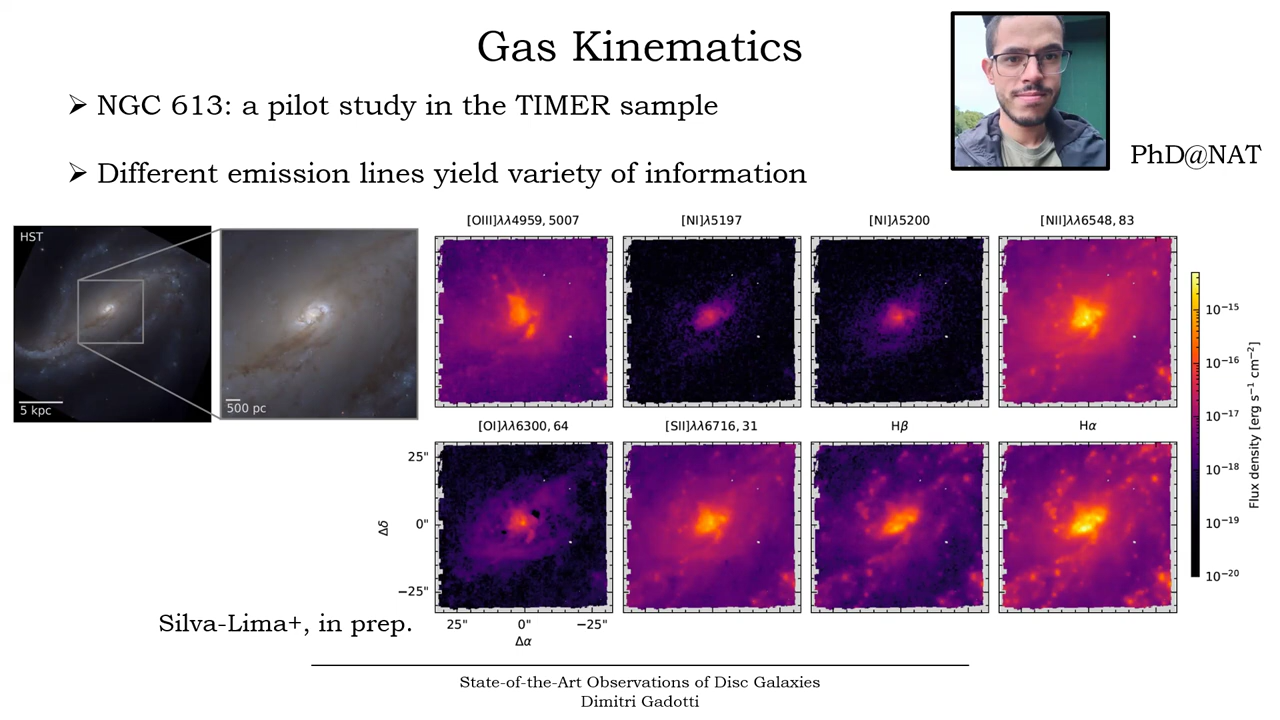 Gas Kinematics
➢ NGC 613: a pilot study in the TIMER sample
PhD@NAT
➢ Different emission lines yield variety of information
HST
5 kpc
500 pc
[OIII]λλ4959, 5007
[NI]λ5197
[NI]λ5200
[NII]λλ6548, 83
[OI]λλ6300, 64
[SII]λλ6716, 31
Hβ
Hα
25"
0"
−25"
Δδ
25"
0"
−25"
Δα
10⁻¹⁵
10⁻¹⁶
10⁻¹⁷
10⁻¹⁸
10⁻¹⁹
10⁻²⁰
Flux density [erg s⁻¹ cm⁻²]
Silva-Lima+, in prep.
State-of-the-Art Observations of Disc Galaxies
Dimitri Gadotti